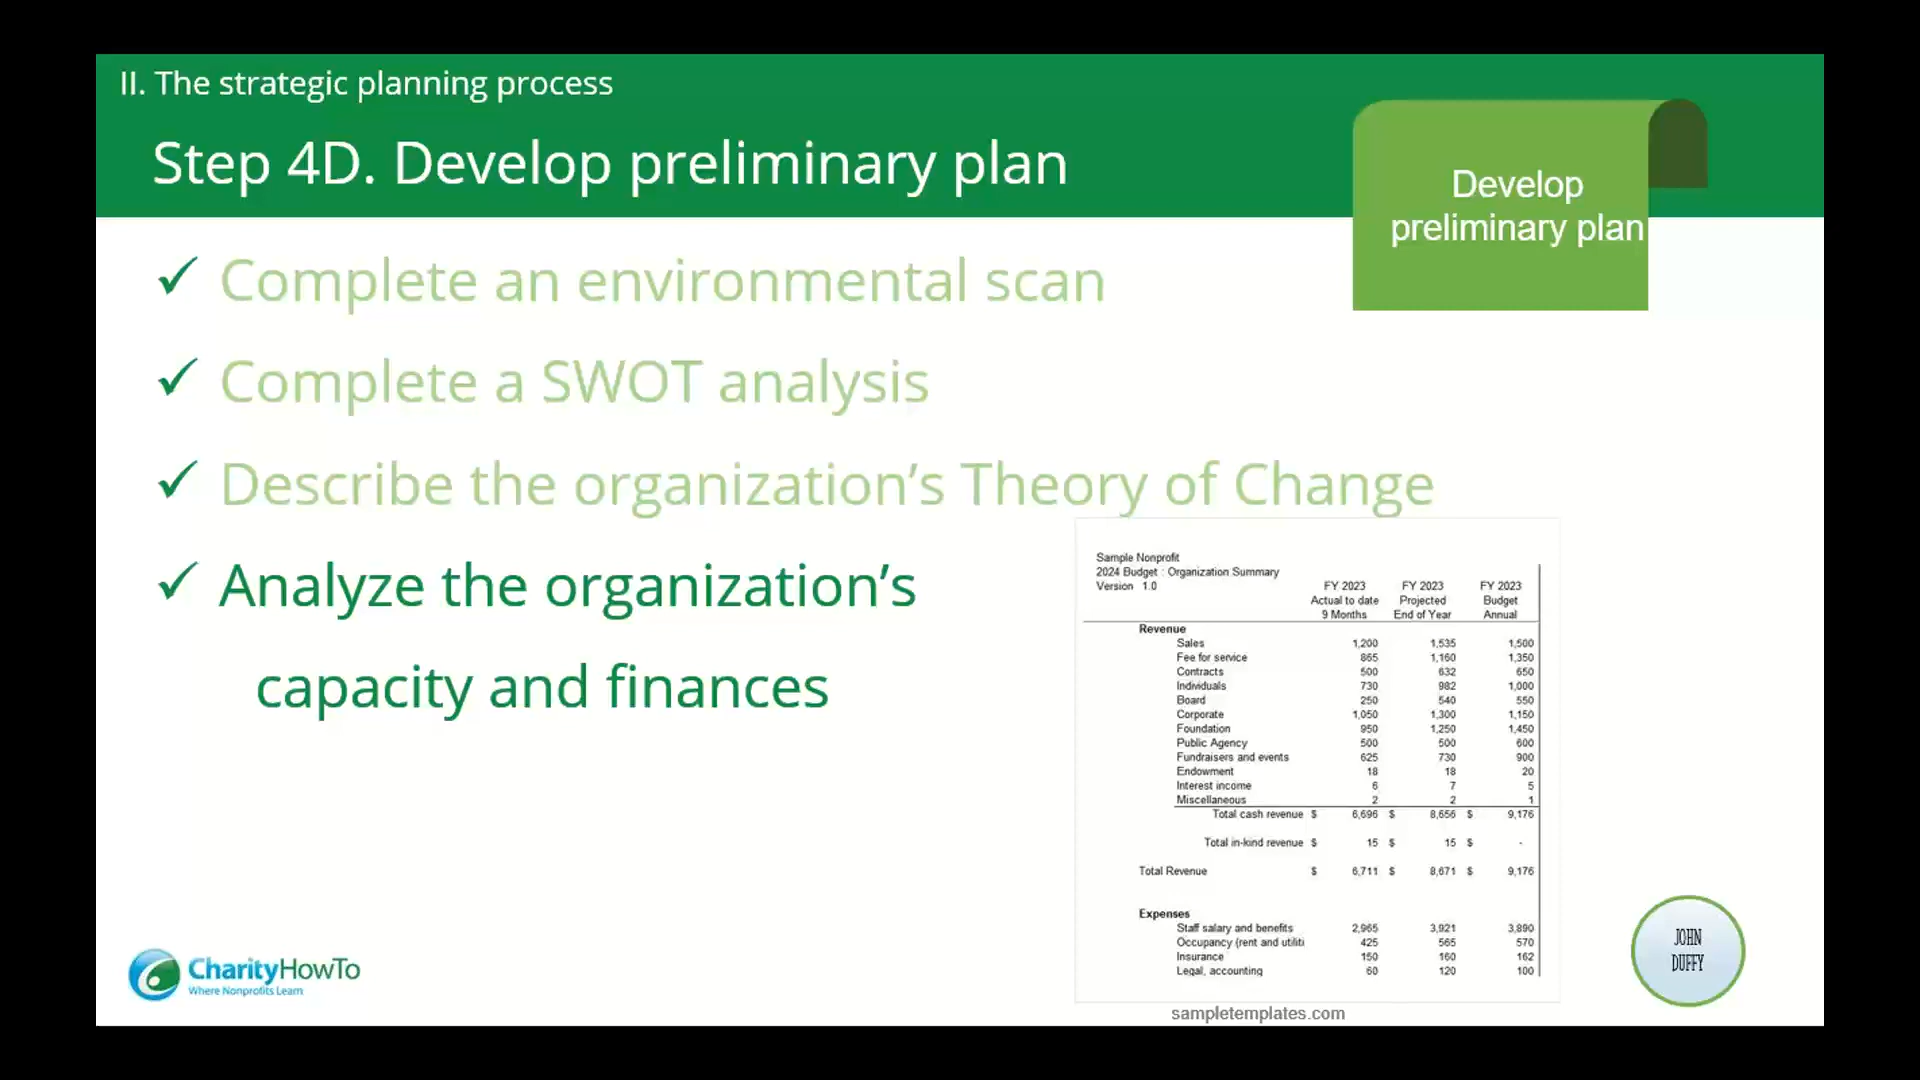 II. The strategic planning process
Step 4D. Develop preliminary plan
Develop
preliminary plan
✓ Complete an environmental scan
✓ Complete a SWOT analysis
✓ Describe the organization’s Theory of Change
✓ Analyze the organization’s
capacity and finances
Sample Nonprofit
2024 Budget : Organization Summary
Version 1.0
FY 2023 FY 2023 FY 2023
Actual to date Projected Budget
9 Months End of Year Annual
Revenue
Sales 1,200 1,535 1,500
Fee for service 865 1,160 1,350
Contracts 500 632 650
Individuals 730 982 1,000
Board 250 540 550
Corporate 1,050 1,300 1,150
Foundation 950 1,250 1,450
Public Agency 500 500 600
Fundraisers and events 625 730 900
Endowment 18 18 20
Interest income 6 7 5
Miscellaneous 2 2 1
Total cash revenue $ 6,696 $ 8,656 $ 9,176
Total in-kind revenue $ 15 $ 15 $ -
Total Revenue $ 6,711 $ 8,671 $ 9,176
Expenses
Staff salary and benefits 2,965 3,921 3,890
Occupancy (rent and utiliti 425 565 570
Insurance 150 160 162
Legal, accounting 60 120 100
sampletemplates.com
CharityHowTo
Where Nonprofits Learn
JOHN
DUFFY